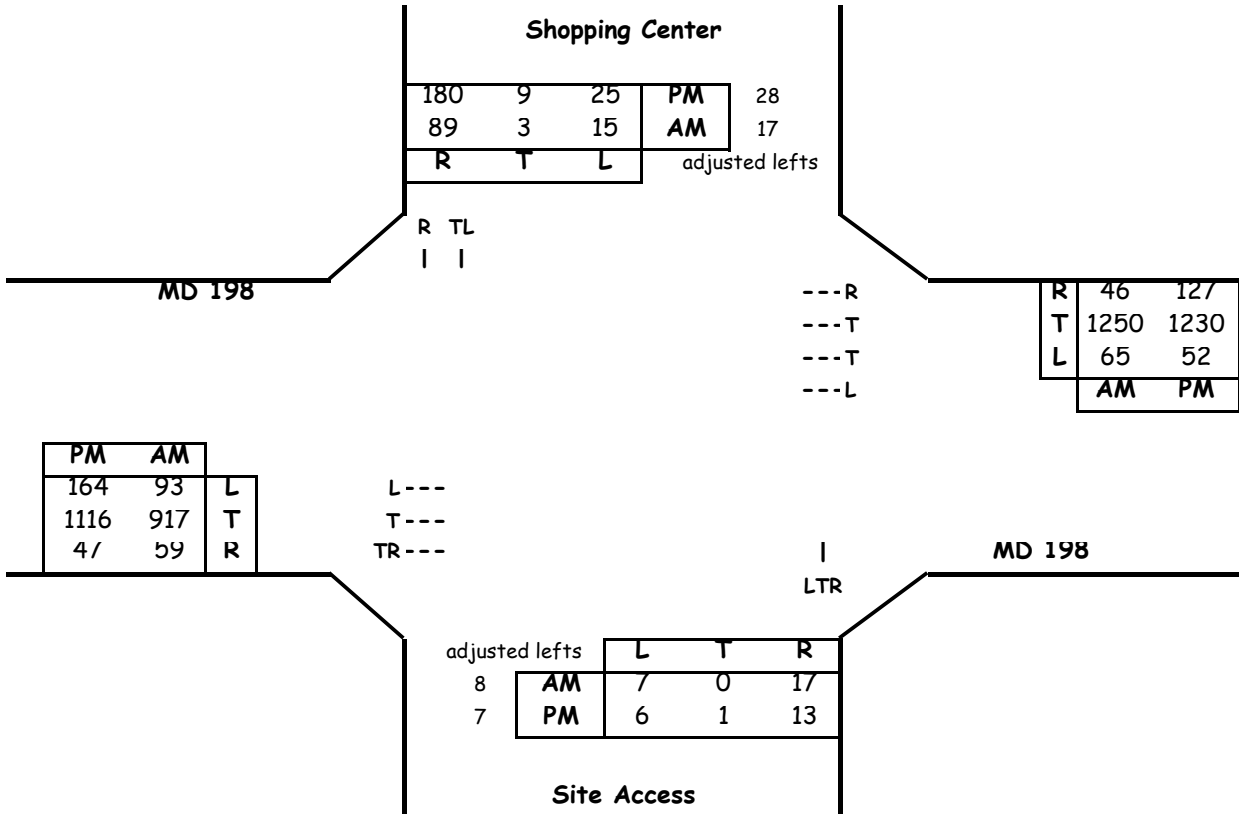 Shopping Center
180 9 25 PM 28
89 3 15 AM 17
R T L adjusted lefts
R TL
| |
MD 198
---R
---T
---T
---L
R 46 127
T 1250 1230
L 65 52
AM PM
PM AM
164 93 L
1116 917 T
47 59 R
L---
T---
TR---
|
LTR
MD 198
adjusted lefts L T R
8 AM 7 0 17
7 PM 6 1 13
Site Access